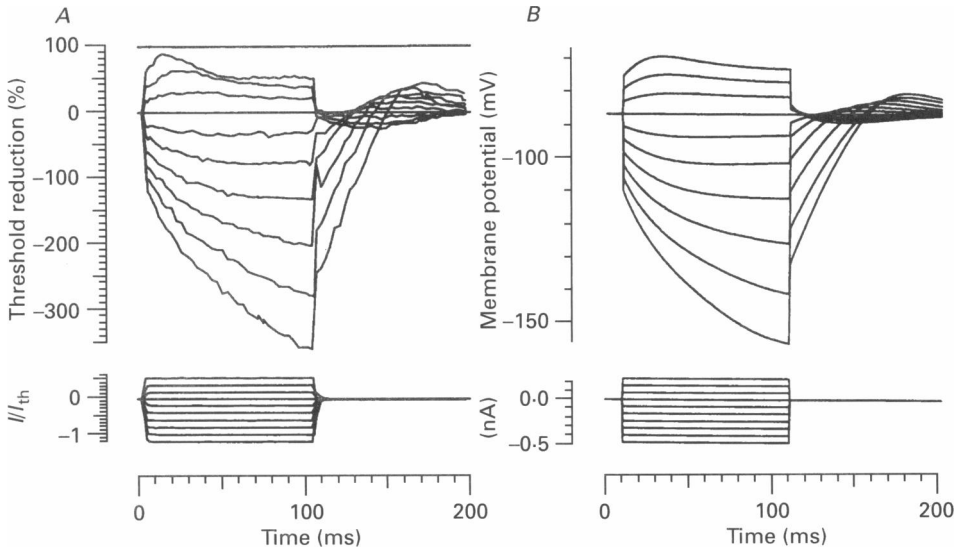 A
B
Threshold reduction (%)
100
0
−100
−200
−300
Membrane potential (mV)
−100
−150
I/Ith
0
−1
(nA)
0·0
−0·5
0
100
200
Time (ms)
0
100
200
Time (ms)